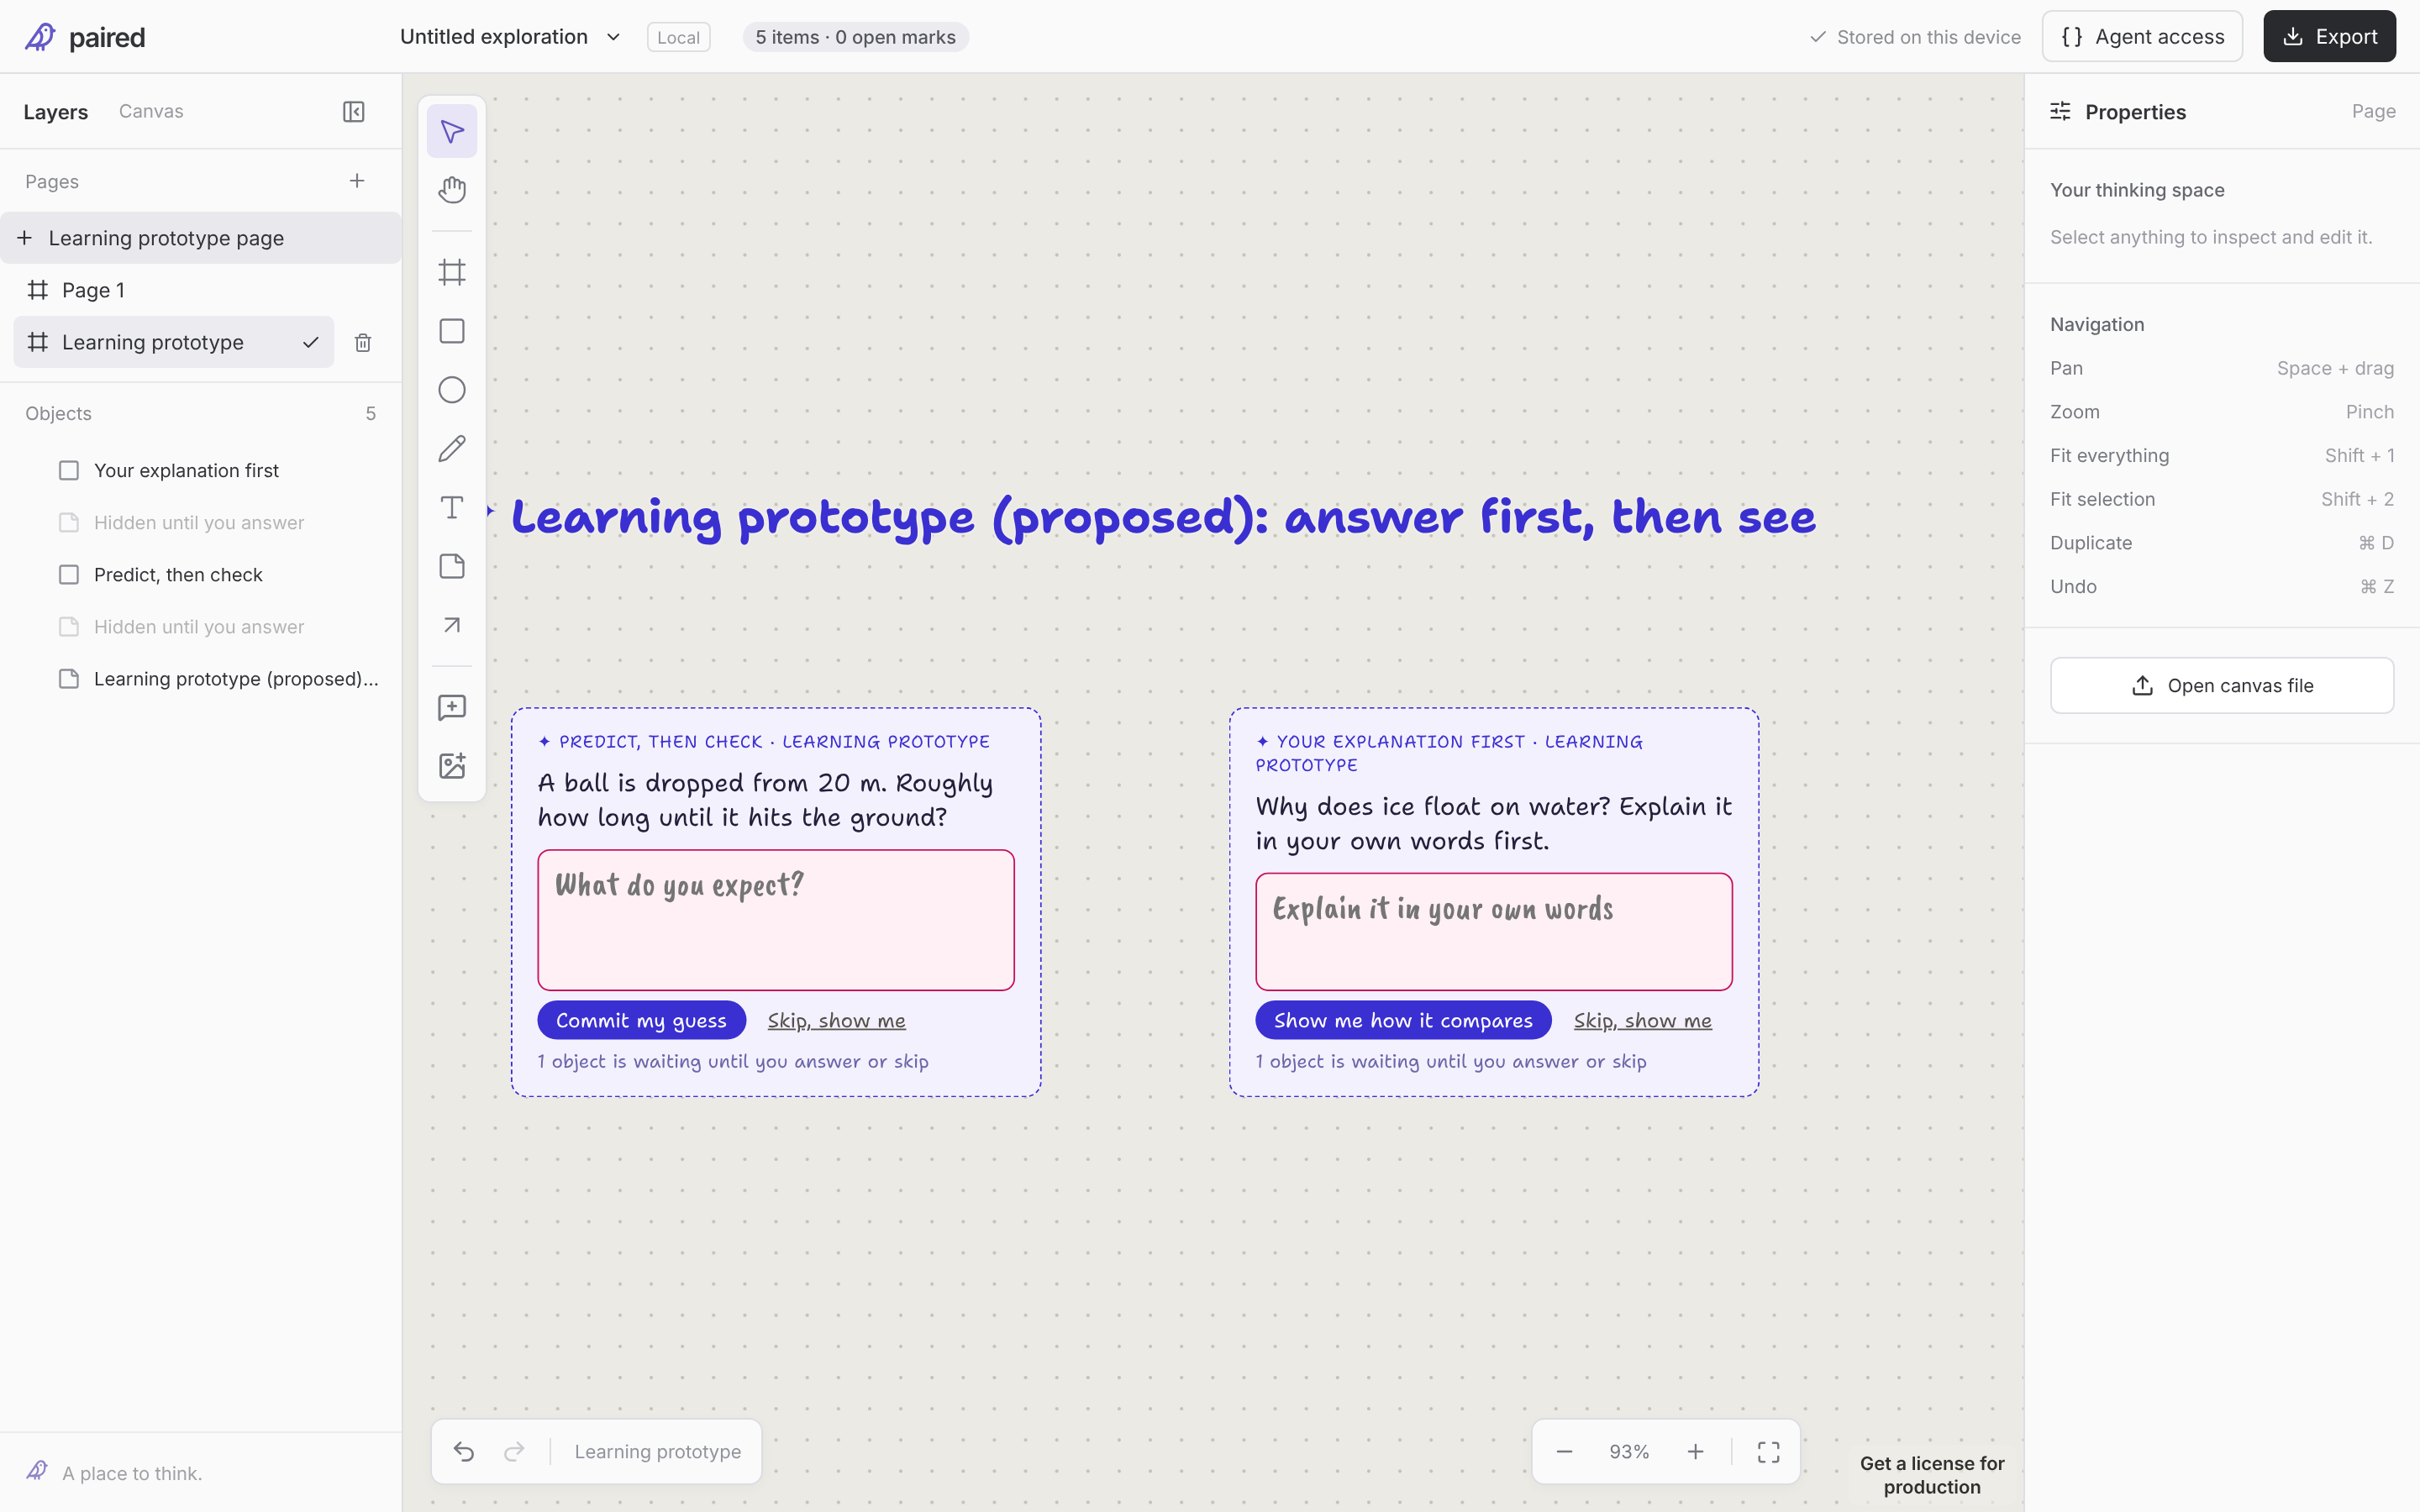 paired
Untitled exploration
Local
5 items · 0 open marks
Stored on this device
{ } Agent access
Export
Layers
Canvas
Pages
Learning prototype page
Page 1
Learning prototype
Objects
5
Your explanation first
Hidden until you answer
Predict, then check
Hidden until you answer
Learning prototype (proposed)...
A place to think.
Learning prototype (proposed): answer first, then see
✦ PREDICT, THEN CHECK · LEARNING PROTOTYPE
A ball is dropped from 20 m. Roughly
how long until it hits the ground?
What do you expect?
Commit my guess
Skip, show me
1 object is waiting until you answer or skip
✦ YOUR EXPLANATION FIRST · LEARNING
PROTOTYPE
Why does ice float on water? Explain it
in your own words first.
Explain it in your own words
Show me how it compares
Skip, show me
1 object is waiting until you answer or skip
Learning prototype
93%
Get a license for
production
Properties
Page
Your thinking space
Select anything to inspect and edit it.
Navigation
Pan
Space + drag
Zoom
Pinch
Fit everything
Shift + 1
Fit selection
Shift + 2
Duplicate
⌘ D
Undo
⌘ Z
Open canvas file